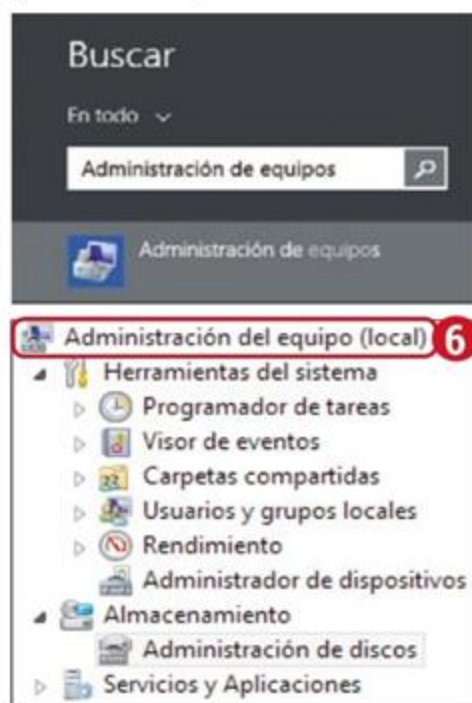 Buscar
En todo
Administración de equipos
Administración de equipos
Administración del equipo (local) 6
Herramientas del sistema
Programador de tareas
Visor de eventos
Carpetas compartidas
Usuarios y grupos locales
Rendimiento
Administrador de dispositivos
Almacenamiento
Administración de discos
Servicios y Aplicaciones